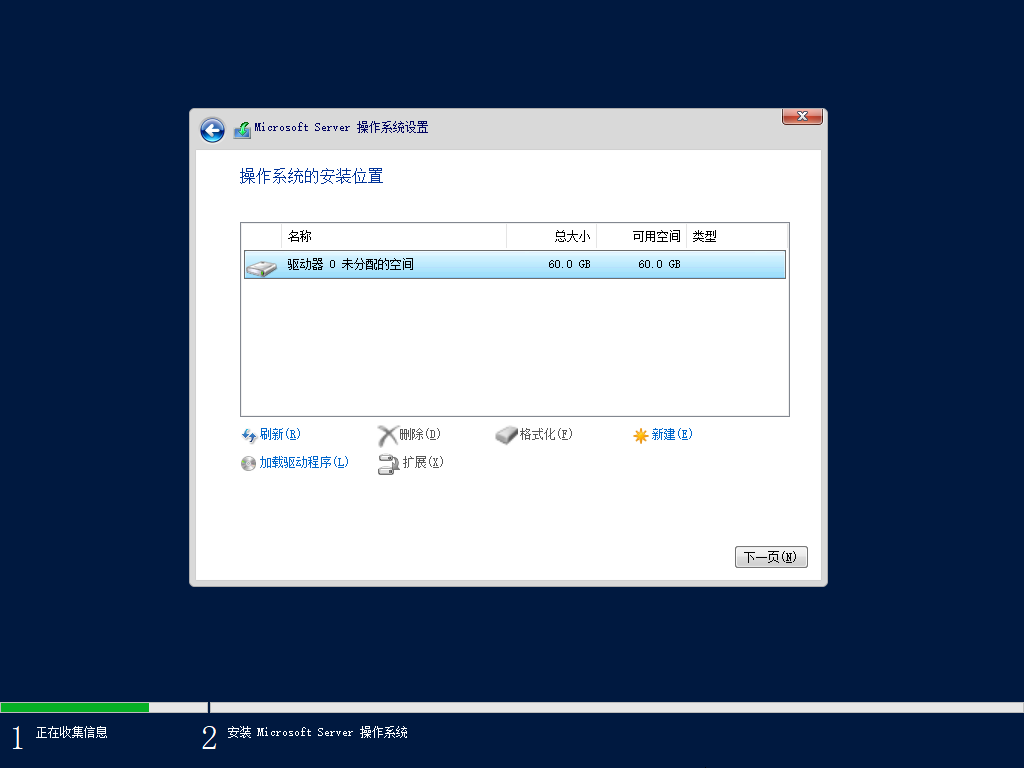 Microsoft Server 操作系统设置
操作系统的安装位置
名称 总大小 可用空间 类型
驱动器 0 未分配的空间 60.0 GB 60.0 GB
刷新(R) 删除(D) 格式化(F) 新建(E)
加载驱动程序(L) 扩展(X)
下一页(N)
1 正在收集信息 2 安装 Microsoft Server 操作系统